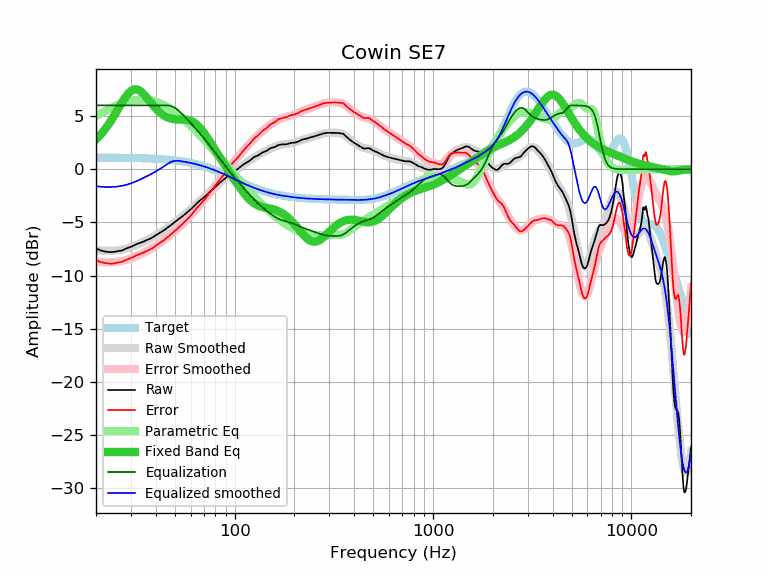 Cowin SE7
Amplitude (dBr)
5
0
−5
−10
−15
−20
−25
−30
Target
Raw Smoothed
Error Smoothed
Raw
Error
Parametric Eq
Fixed Band Eq
Equalization
Equalized smoothed
100
1000
10000
Frequency (Hz)